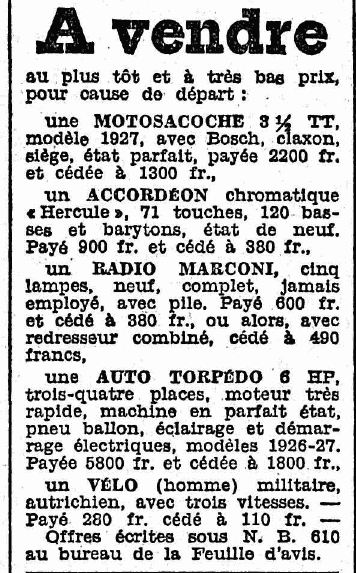 A vendre
au plus tôt et à très bas prix,
pour cause de départ :
une MOTOSACOCHE 3 ½ TT,
modèle 1927, avec Bosch, claxon,
siège, état parfait, payée 2200 fr.
et cédée à 1300 fr.,
un ACCORDÉON chromatique
« Hercule », 71 touches, 120 bas-
ses et barytons, état de neuf.
Payé 900 fr. et cédé à 380 fr.,
un RADIO MARCONI, cinq
lampes, neuf, complet, jamais
employé, avec pile. Payé 600 fr.
et cédé à 380 fr., ou alors, avec
redresseur combiné, cédé à 490
francs,
une AUTO TORPÉDO 6 HP,
trois-quatre places, moteur très
rapide, machine en parfait état,
pneu ballon, éclairage et démar-
rage électriques, modèles 1926-27.
Payée 5800 fr. et cédée à 1800 fr.,
un VÉLO (homme) militaire,
autrichien, avec trois vitesses. —
Payé 280 fr. cédé à 110 fr. —
Offres écrites sous N. B. 610
au bureau de la Feuille d'avis.